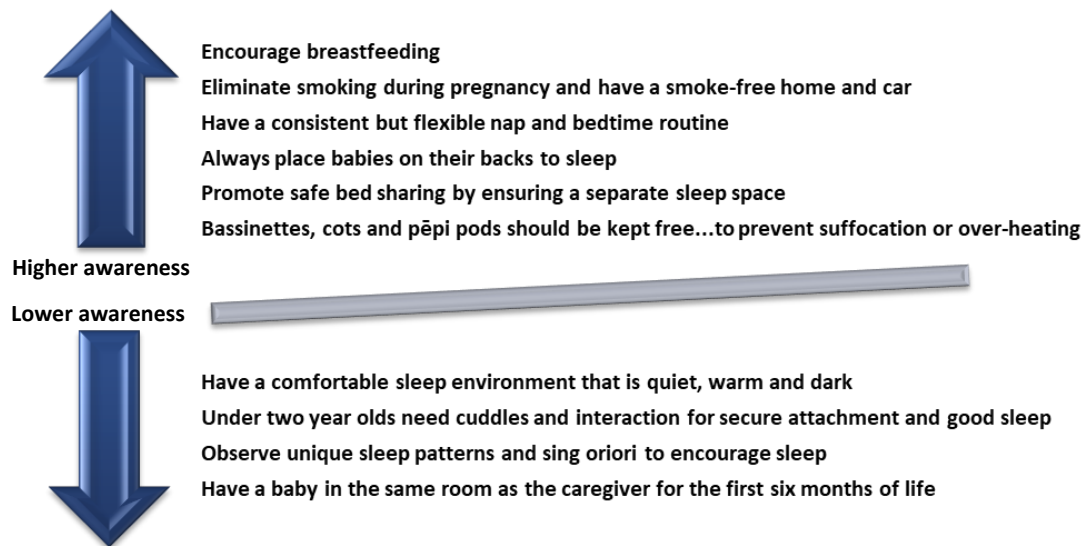 Encourage breastfeeding
Eliminate smoking during pregnancy and have a smoke-free home and car
Have a consistent but flexible nap and bedtime routine
Always place babies on their backs to sleep
Promote safe bed sharing by ensuring a separate sleep space
Bassinettes, cots and pēpi pods should be kept free...to prevent suffocation or over-heating
Higher awareness
Lower awareness
Have a comfortable sleep environment that is quiet, warm and dark
Under two year olds need cuddles and interaction for secure attachment and good sleep
Observe unique sleep patterns and sing oriori to encourage sleep
Have a baby in the same room as the caregiver for the first six months of life